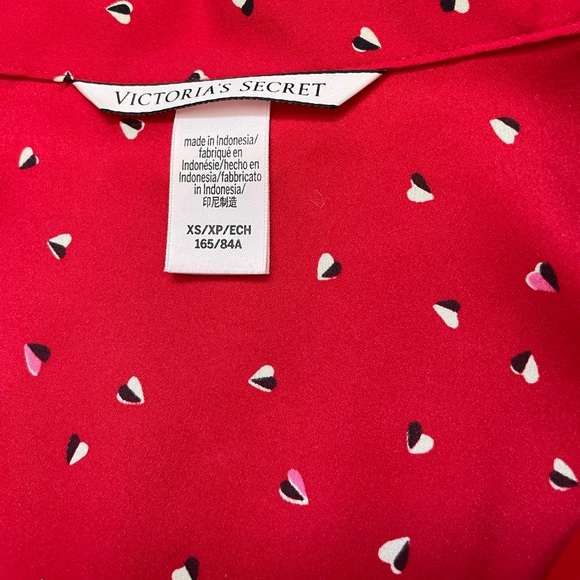 VICTORIA'S SECRET
made in Indonesia/
fabriqué en
Indonésie/hecho en
Indonesia/fabbricato
in Indonesia/
印尼制造
XS/XP/ECH
165/84A